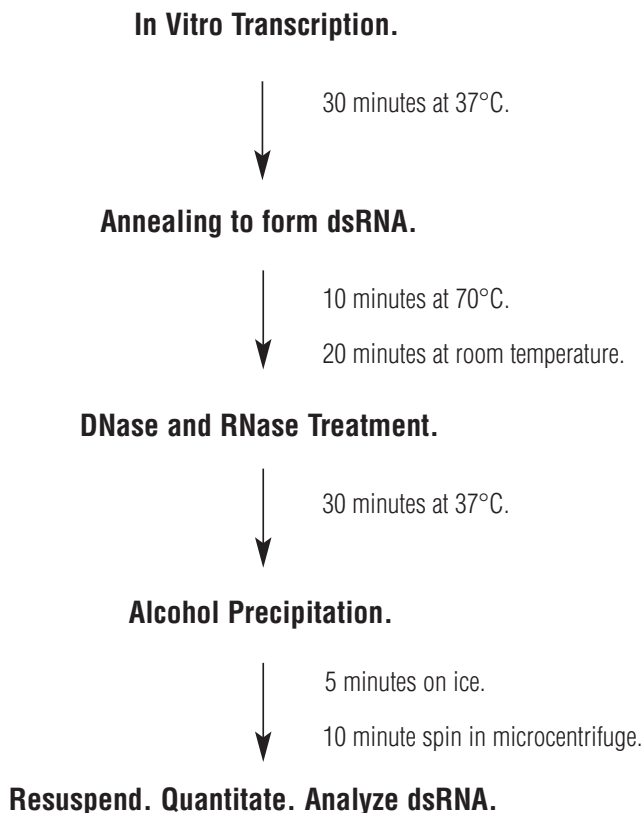 In Vitro Transcription.
30 minutes at 37°C.
Annealing to form dsRNA.
10 minutes at 70°C.
20 minutes at room temperature.
DNase and RNase Treatment.
30 minutes at 37°C.
Alcohol Precipitation.
5 minutes on ice.
10 minute spin in microcentrifuge.
Resuspend. Quantitate. Analyze dsRNA.